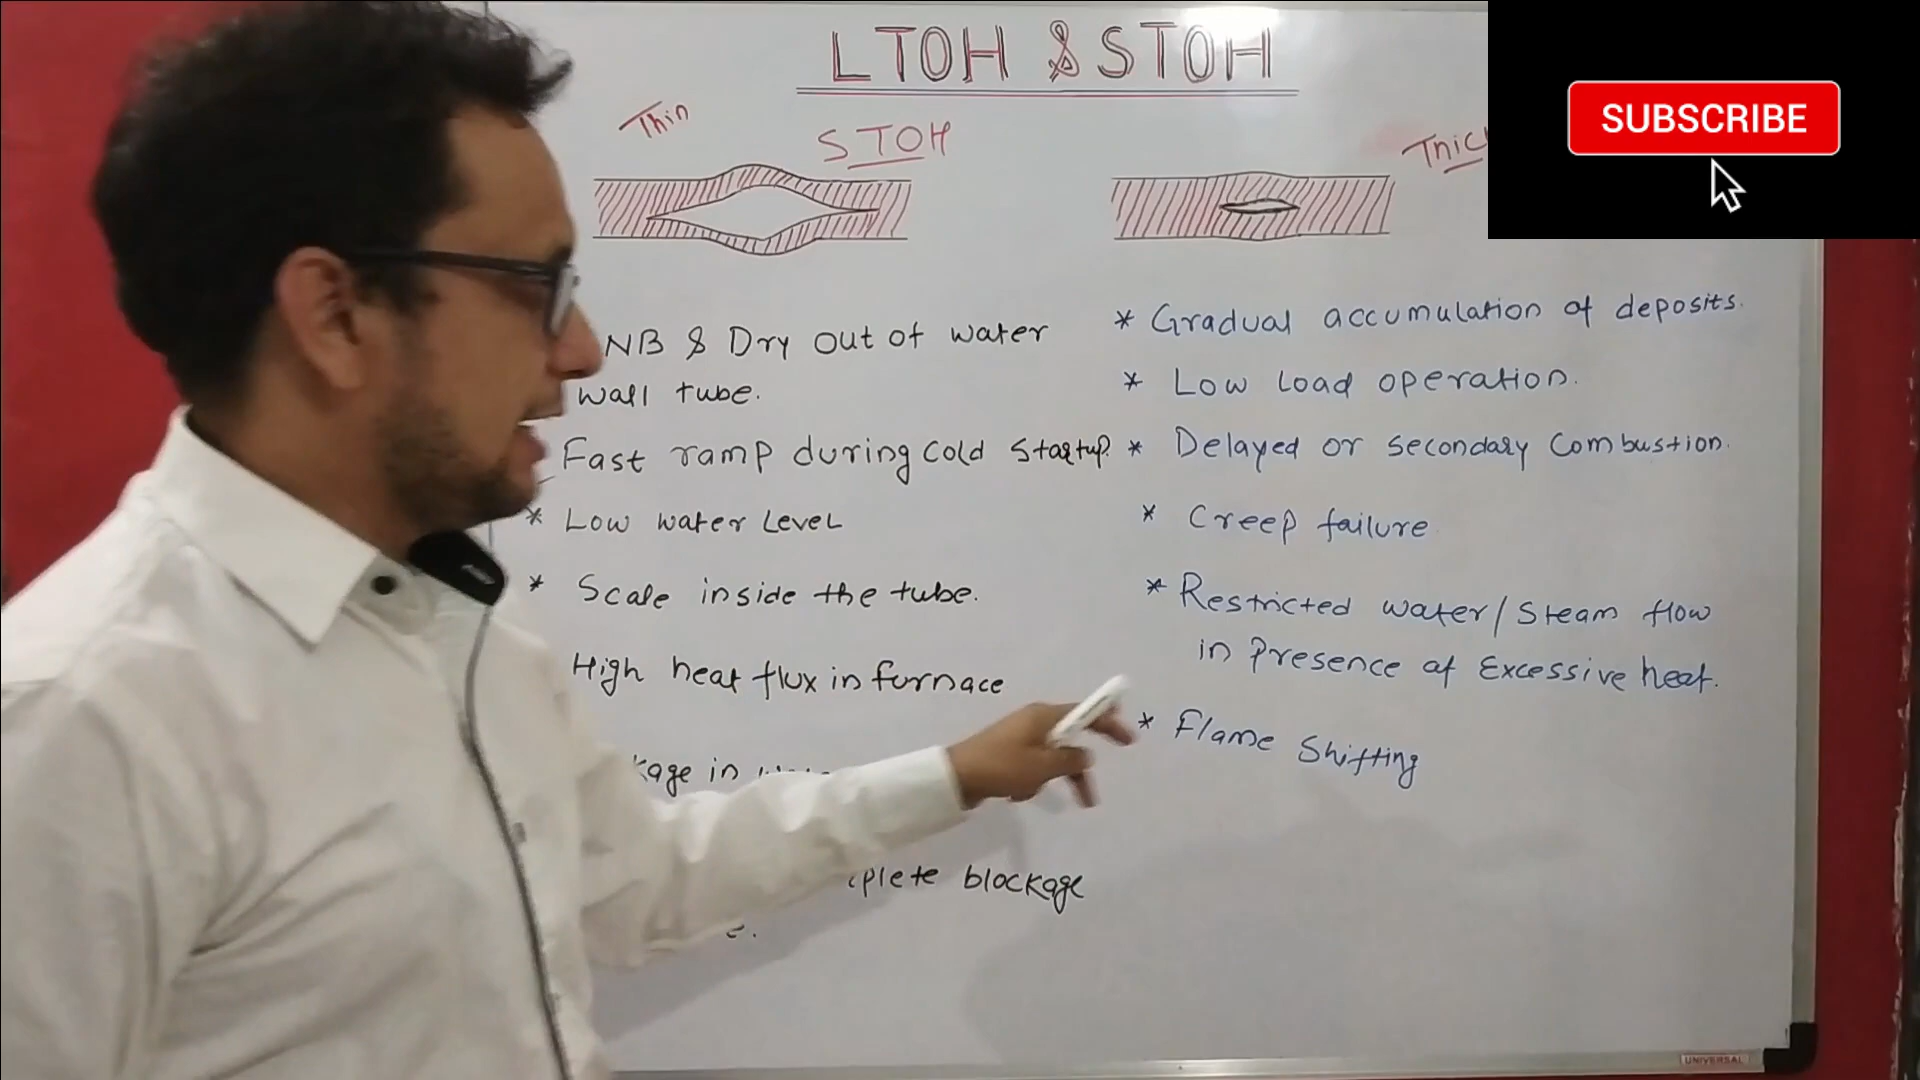 LTOH & STOH
SUBSCRIBE
Thin
STOH
NB & Dry out of water
wall tube.
Fast ramp during cold startup
* Low water Level
* Scale inside the tube.
High heat flux in furnace
in
blockage
* Gradual accumulation of deposits.
* Low load operation.
* Delayed or secondary Combustion.
* Creep failure
* Restricted water/Steam flow
in Presence of Excessive heat.
* Flame Shifting
UNIVERSAL